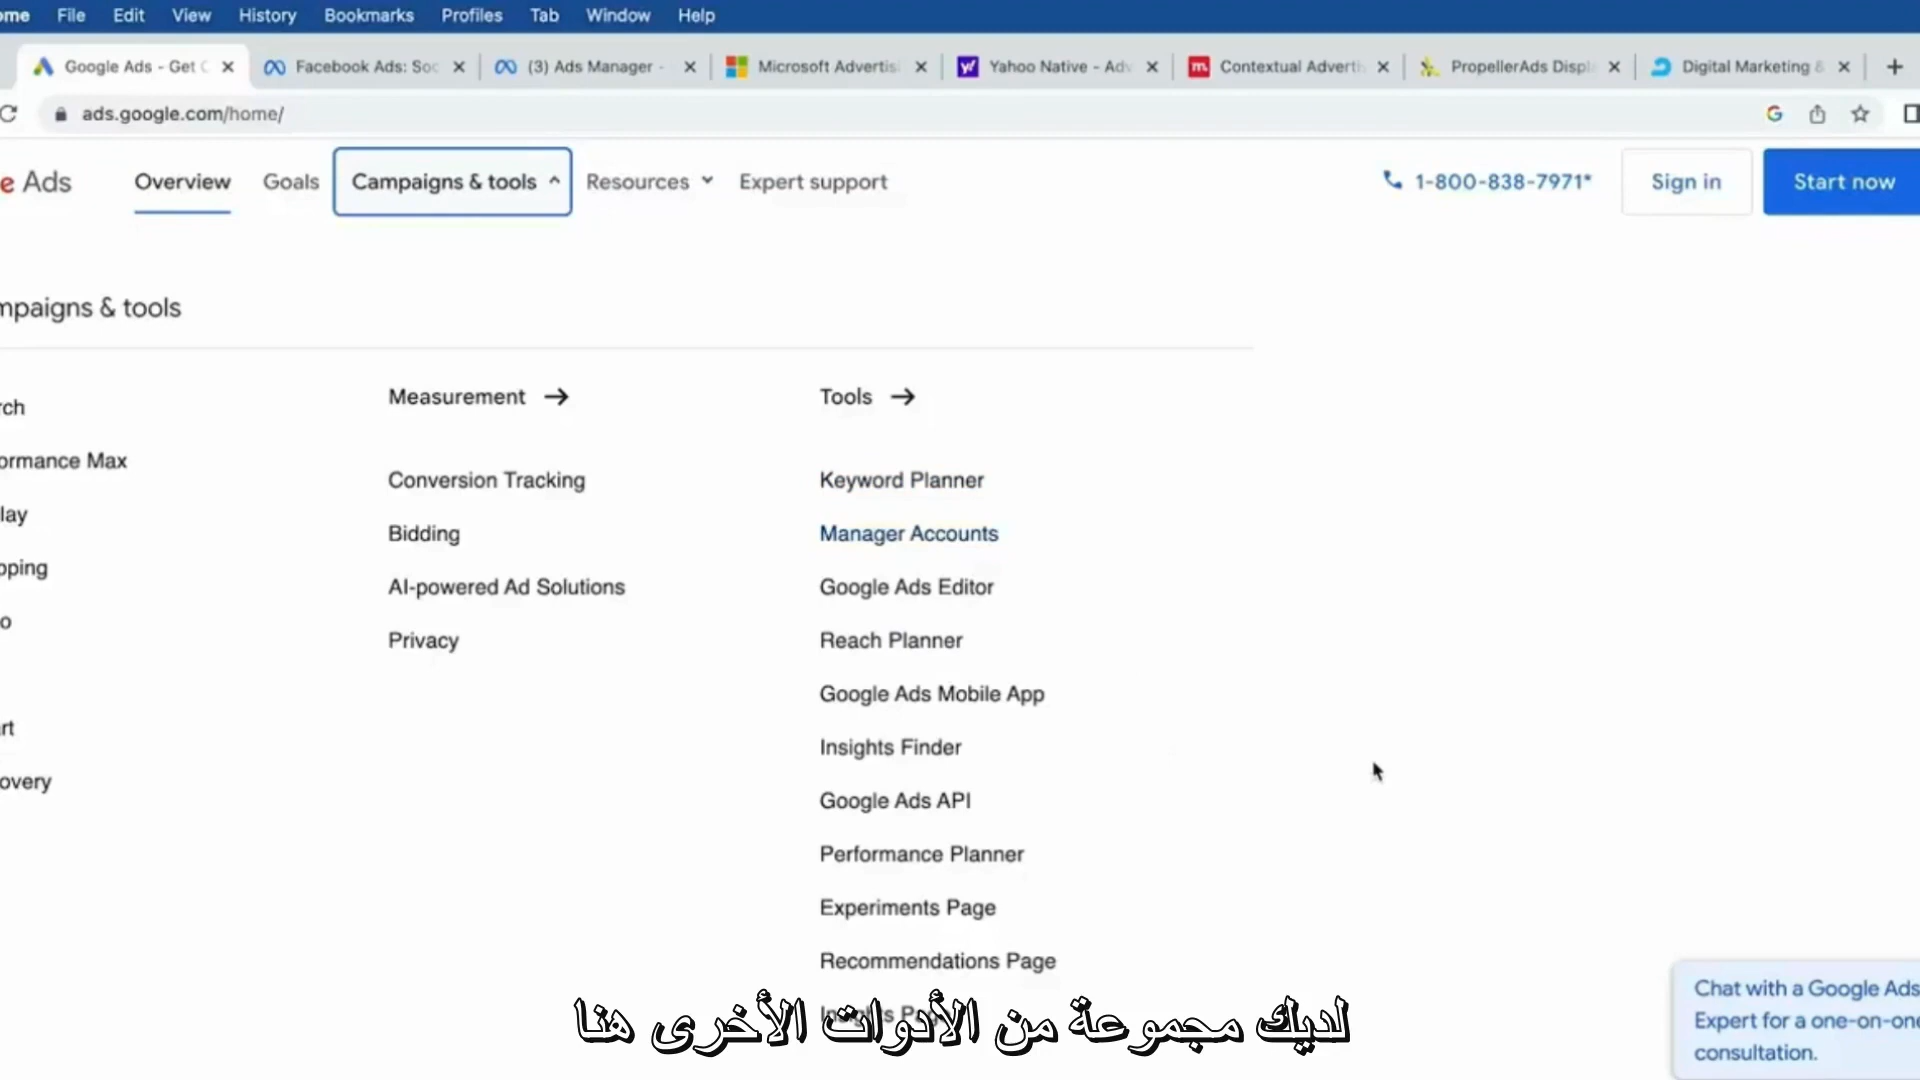 ome File Edit View History Bookmarks Profiles Tab Window Help
Google Ads - Get C Facebook Ads: Soc (3) Ads Manager - Microsoft Advertisi Yahoo Native - Adv Contextual Adverti PropellerAds Displ Digital Marketing &
ads.google.com/home/
e Ads Overview Goals Campaigns & tools Resources Expert support 1-800-838-7971* Sign in Start now
mpaigns & tools
rch
ormance Max
lay
pping
o
rt
overy
Measurement →
Conversion Tracking
Bidding
AI-powered Ad Solutions
Privacy
Tools →
Keyword Planner
Manager Accounts
Google Ads Editor
Reach Planner
Google Ads Mobile App
Insights Finder
Google Ads API
Performance Planner
Experiments Page
Recommendations Page
Insights Page
لديك مجموعة من الأدوات الأخرى هنا
Chat with a Google Ads
Expert for a one-on-one
consultation.